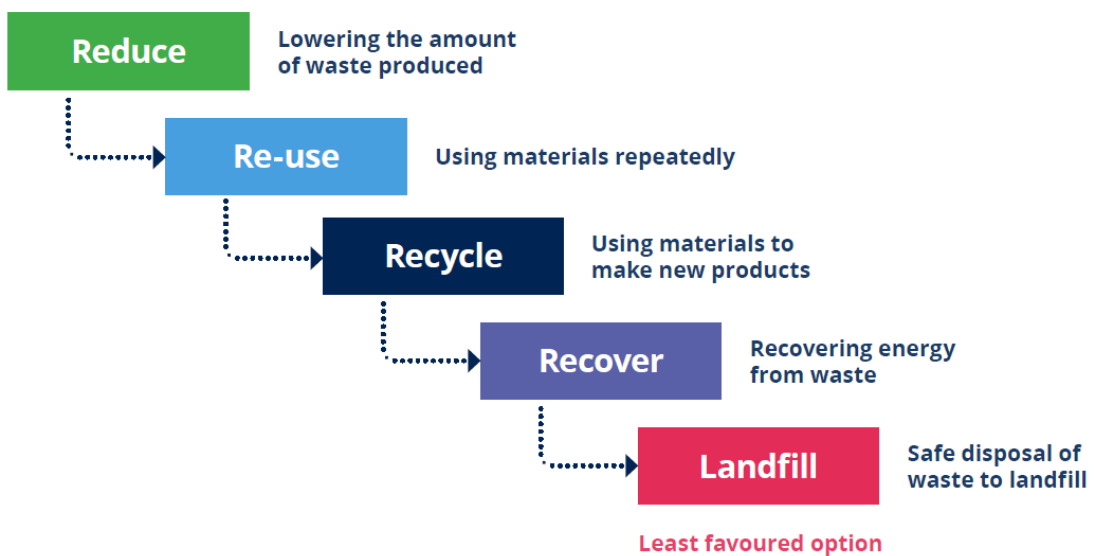 Reduce
Lowering the amount
of waste produced
Re-use
Using materials repeatedly
Recycle
Using materials to
make new products
Recover
Recovering energy
from waste
Landfill
Safe disposal of
waste to landfill
Least favoured option